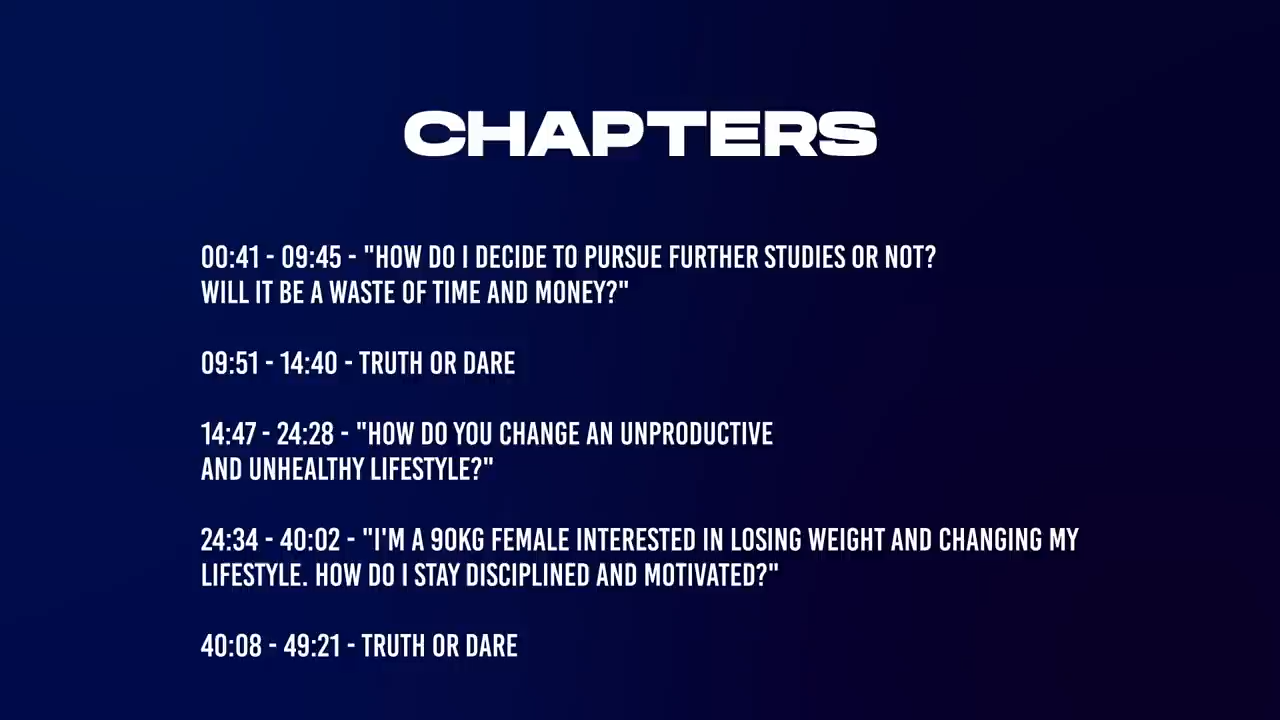 CHAPTERS
00:41 - 09:45 - "HOW DO I DECIDE TO PURSUE FURTHER STUDIES OR NOT?
WILL IT BE A WASTE OF TIME AND MONEY?"
09:51 - 14:40 - TRUTH OR DARE
14:47 - 24:28 - "HOW DO YOU CHANGE AN UNPRODUCTIVE
AND UNHEALTHY LIFESTYLE?"
24:34 - 40:02 - "I'M A 90KG FEMALE INTERESTED IN LOSING WEIGHT AND CHANGING MY
LIFESTYLE. HOW DO I STAY DISCIPLINED AND MOTIVATED?"
40:08 - 49:21 - TRUTH OR DARE